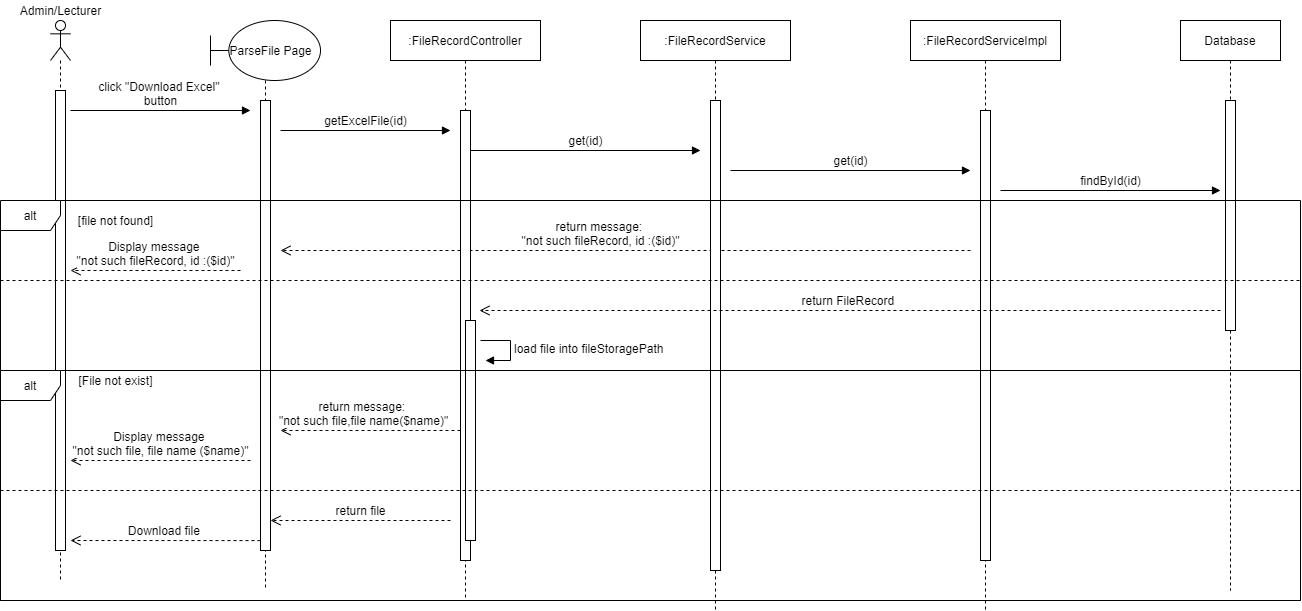 Admin/Lecturer
ParseFile Page
:FileRecordController
:FileRecordService
:FileRecordServiceImpl
Database
click "Download Excel"
button
getExcelFile(id)
get(id)
get(id)
findById(id)
alt
[file not found]
return message:
"not such fileRecord, id :($id)"
Display message
"not such fileRecord, id :($id)"
return FileRecord
load file into fileStoragePath
alt
[File not exist]
return message:
"not such file,file name($name)"
Display message
"not such file, file name ($name)"
return file
Download file